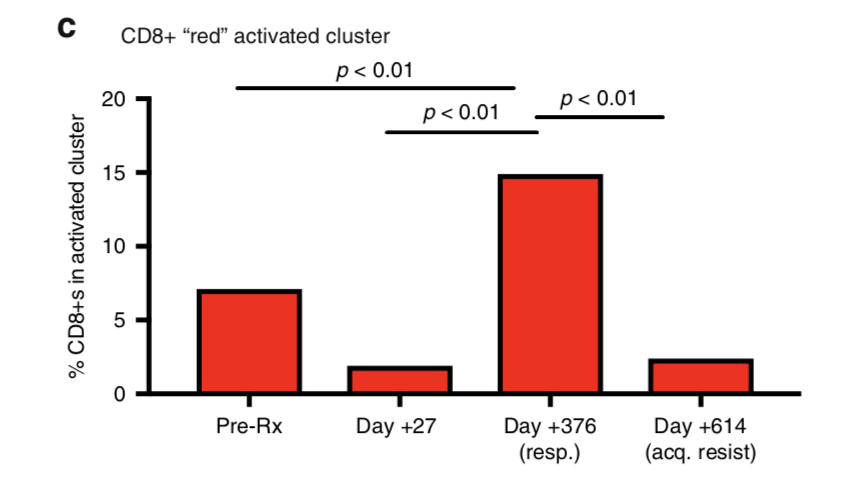 c
CD8+ “red” activated cluster
p < 0.01
p < 0.01
p < 0.01
% CD8+s in activated cluster
20
15
10
5
0
Pre-Rx
Day +27
Day +376
(resp.)
Day +614
(acq. resist)